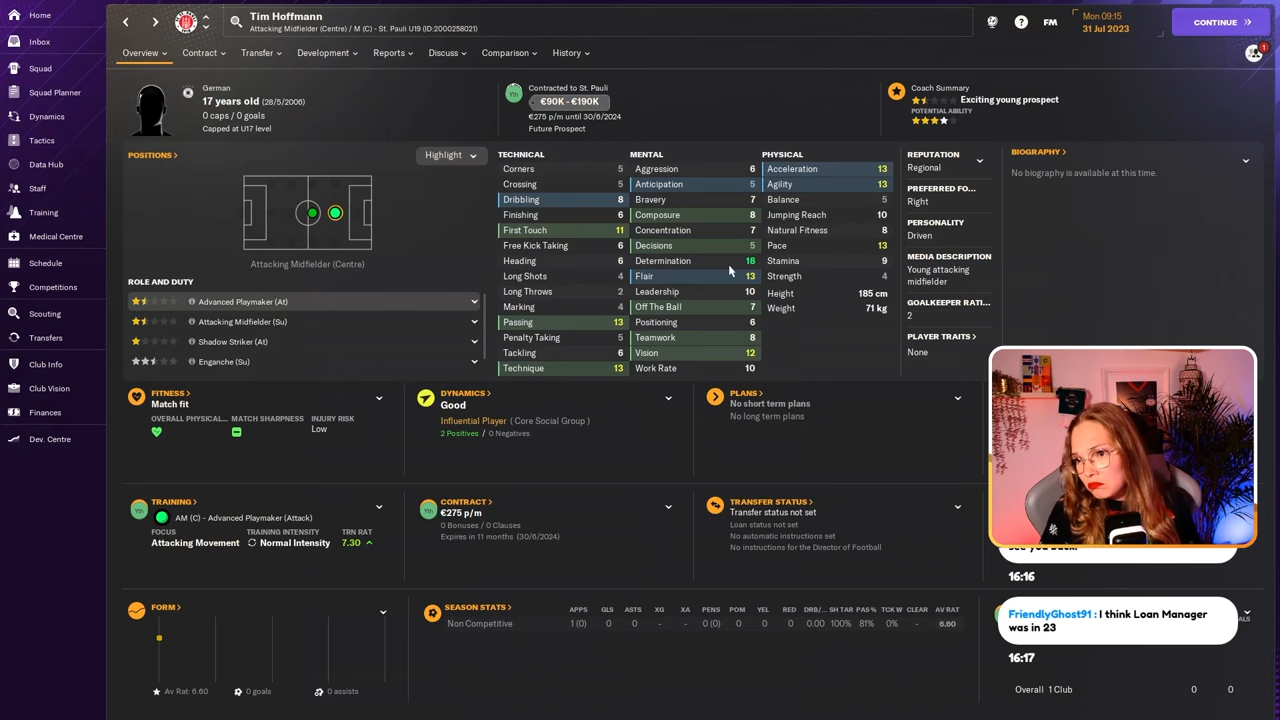 Home
Inbox
Squad
Squad Planner
Dynamics
Tactics
Data Hub
Staff
Training
Medical Centre
Schedule
Competitions
Scouting
Transfers
Club Info
Club Vision
Finances
Dev. Centre
Tim Hoffmann
Attacking Midfielder (Centre) / M (C) - St. Pauli U19 (ID:2000258021)
FM
Mon 09:15
31 Jul 2023
CONTINUE
1
Overview
Contract
Transfer
Development
Reports
Discuss
Comparison
History
German
17 years old (28/5/2006)
0 caps / 0 goals
Capped at U17 level
Yth
Contracted to St. Pauli
€90K - €190K
€275 p/m until 30/6/2024
Future Prospect
Coach Summary
Exciting young prospect
POTENTIAL ABILITY
POSITIONS
Highlight
Attacking Midfielder (Centre)
ROLE AND DUTY
Advanced Playmaker (At)
Attacking Midfielder (Su)
Shadow Striker (At)
Enganche (Su)
TECHNICAL
Corners 5
Crossing 5
Dribbling 8
Finishing 6
First Touch 11
Free Kick Taking 6
Heading 6
Long Shots 4
Long Throws 2
Marking 4
Passing 13
Penalty Taking 5
Tackling 6
Technique 13
MENTAL
Aggression 6
Anticipation 5
Bravery 7
Composure 8
Concentration 7
Decisions 5
Determination 18
Flair 13
Leadership 10
Off The Ball 7
Positioning 6
Teamwork 8
Vision 12
Work Rate 10
PHYSICAL
Acceleration 13
Agility 13
Balance 5
Jumping Reach 10
Natural Fitness 8
Pace 13
Stamina 9
Strength 4
Height 185 cm
Weight 71 kg
REPUTATION
Regional
PREFERRED FO...
Right
PERSONALITY
Driven
MEDIA DESCRIPTION
Young attacking
midfielder
GOALKEEPER RATI...
2
PLAYER TRAITS
None
BIOGRAPHY
No biography is available at this time.
FITNESS
Match fit
OVERALL PHYSICAL... MATCH SHARPNESS INJURY RISK
Low
DYNAMICS
Good
Influential Player ( Core Social Group )
2 Positives / 0 Negatives
PLANS
No short term plans
No long term plans
TRAINING
Yth
AM (C) - Advanced Playmaker (Attack)
FOCUS TRAINING INTENSITY TRN RAT
Attacking Movement Normal Intensity 7.30
CONTRACT
Yth
€275 p/m
0 Bonuses / 0 Clauses
Expires in 11 months (30/6/2024)
TRANSFER STATUS
Transfer status not set
Loan status not set
No automatic instructions set
No instructions for the Director of Football
FORM
Av Rat: 6.60 0 goals 0 assists
SEASON STATS
APPS GLS ASTS XG XA PENS POM YEL RED DRB/... SH TAR PAS % TCK W CLEAR AV RAT
Non Competitive 1 (0) 0 0 - - 0 (0) 0 0 0 0.00 100% 81% 0% - 6.60
see you back!
16:16
FriendlyGhost91 : I think Loan Manager
was in 23
16:17
Overall 1 Club 0 0